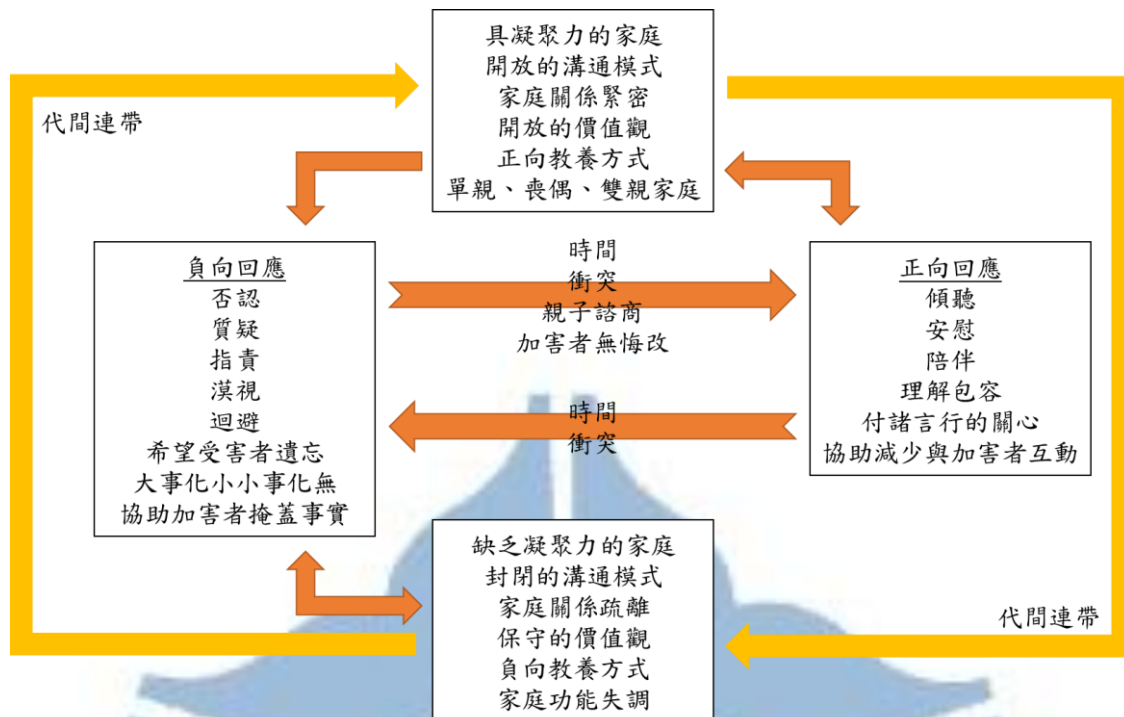 具凝聚力的家庭
開放的溝通模式
家庭關係緊密
開放的價值觀
正向教養方式
單親、喪偶、雙親家庭
代間連帶
負向回應
否認
質疑
指責
漠視
迴避
希望受害者遺忘
大事化小小事化無
協助加害者掩蓋事實
時間
衝突
親子諮商
加害者無悔改
時間
衝突
正向回應
傾聽
安慰
陪伴
理解包容
付諸言行的關心
協助減少與加害者互動
缺乏凝聚力的家庭
封閉的溝通模式
家庭關係疏離
保守的價值觀
負向教養方式
家庭功能失調
代間連帶